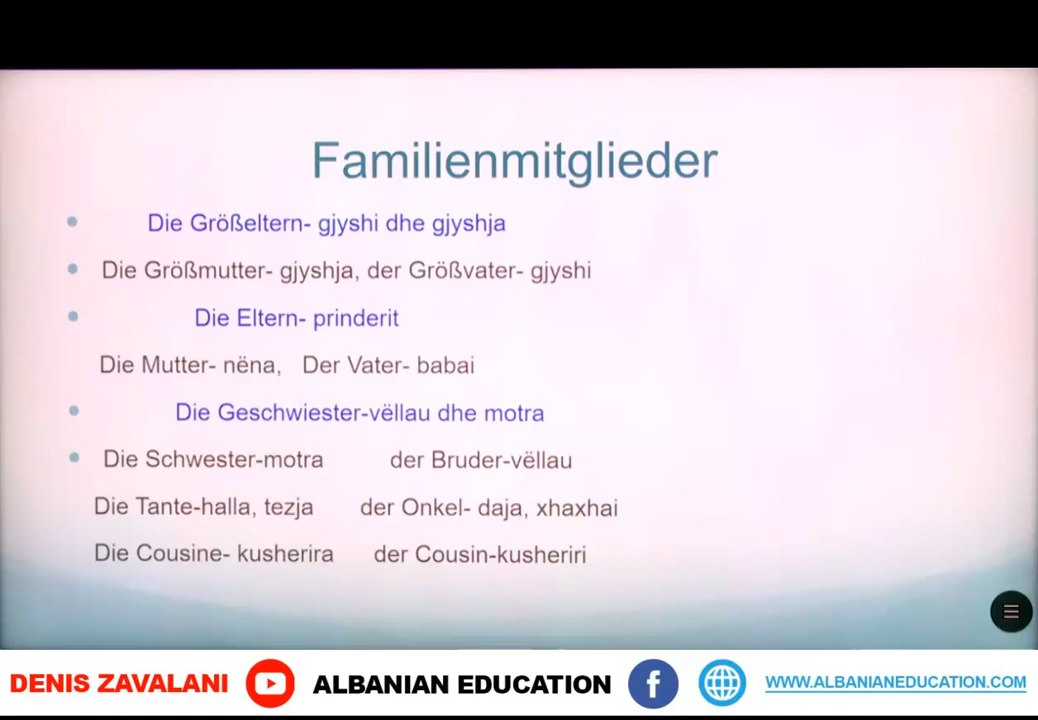 Familienmitglieder
Die Größeltern- gjyshi dhe gjyshja
Die Größmutter- gjyshja, der Größvater- gjyshi
Die Eltern- prinderit
Die Mutter- nëna, Der Vater- babai
Die Geschwiester-vëllau dhe motra
Die Schwester-motra der Bruder-vëllau
Die Tante-halla, tezja der Onkel- daja, xhaxhai
Die Cousine- kusherira der Cousin-kusheriri
DENIS ZAVALANI ALBANIAN EDUCATION f WWW.ALBANIANEDUCATION.COM